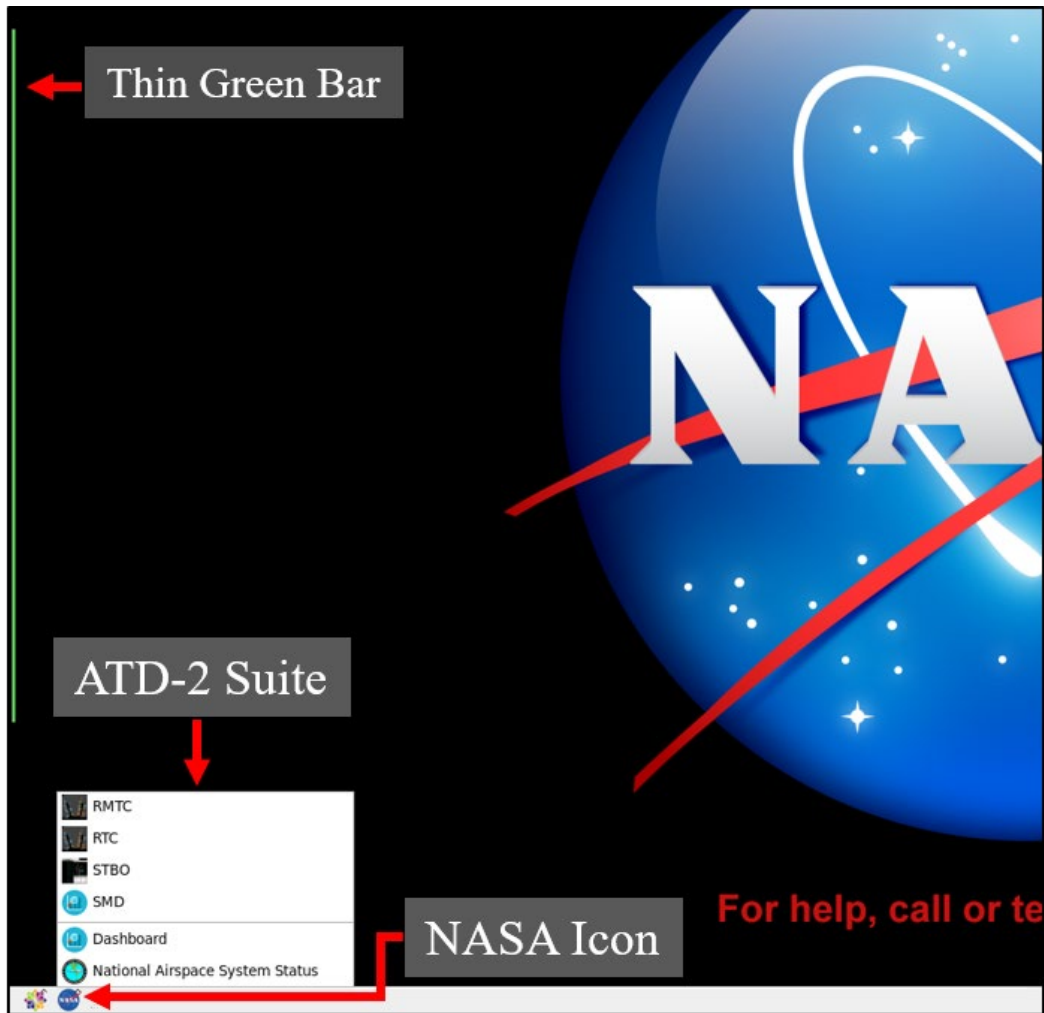 Thin Green Bar
NA
ATD-2 Suite
RMTC
RTC
STBO
SMD
Dashboard
National Airspace System Status
For help, call or te
NASA Icon
NASA